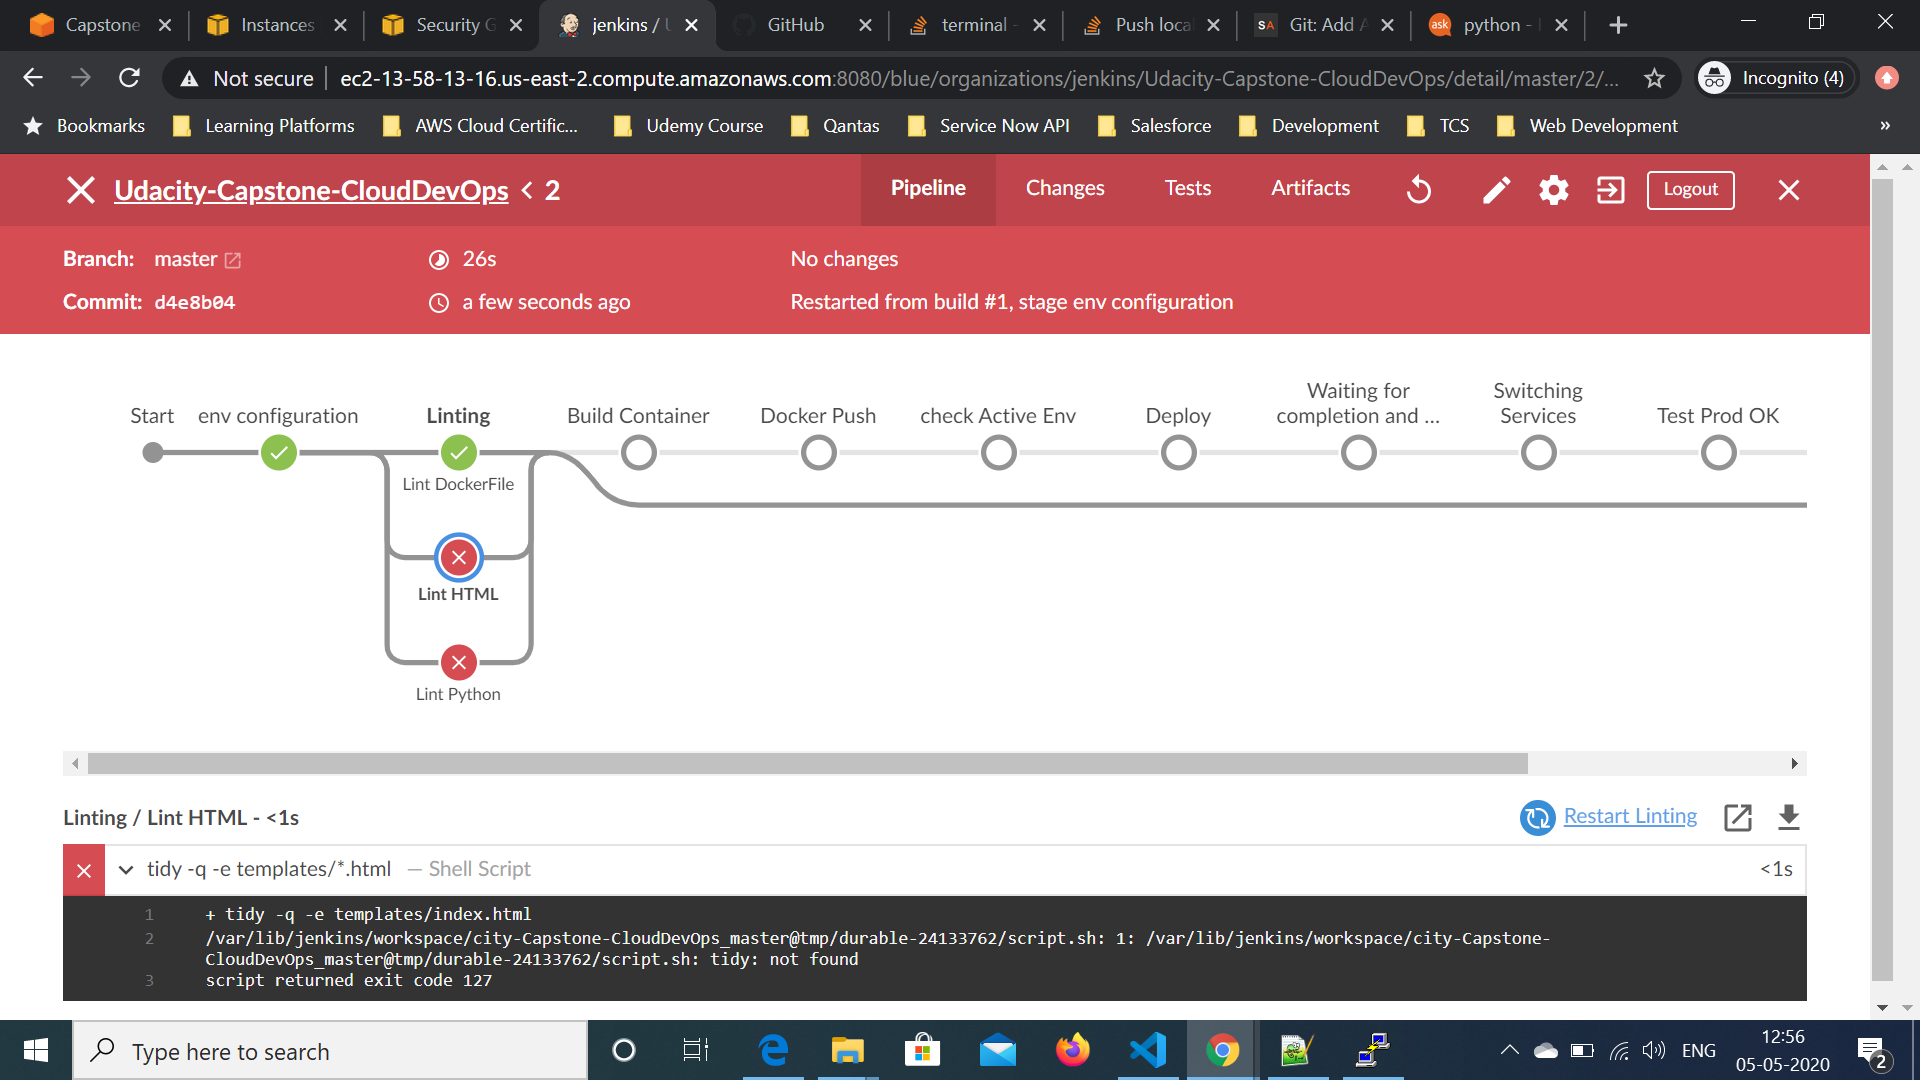 Capstone
Instances
Security G
jenkins / U
GitHub
terminal -
Push loca
SA
Git: Add A
ask
python -
Not secure
ec2-13-58-13-16.us-east-2.compute.amazonaws.com:8080/blue/organizations/jenkins/Udacity-Capstone-CloudDevOps/detail/master/2/...
Incognito (4)
Bookmarks
Learning Platforms
AWS Cloud Certific...
Udemy Course
Qantas
Service Now API
Salesforce
Development
TCS
Web Development
»
Udacity-Capstone-CloudDevOps < 2
Pipeline
Changes
Tests
Artifacts
Logout
Branch: master
26s
No changes
Commit: d4e8b04
a few seconds ago
Restarted from build #1, stage env configuration
Start
env configuration
Linting
Build Container
Docker Push
check Active Env
Deploy
Waiting for
completion and ...
Switching
Services
Test Prod OK
Lint DockerFile
Lint HTML
Lint Python
Linting / Lint HTML - <1s
Restart Linting
tidy -q -e templates/*.html — Shell Script
<1s
1 + tidy -q -e templates/index.html
2 /var/lib/jenkins/workspace/city-Capstone-CloudDevOps_master@tmp/durable-24133762/script.sh: 1: /var/lib/jenkins/workspace/city-Capstone-
CloudDevOps_master@tmp/durable-24133762/script.sh: tidy: not found
3 script returned exit code 127
Type here to search
ENG
12:56
05-05-2020
2